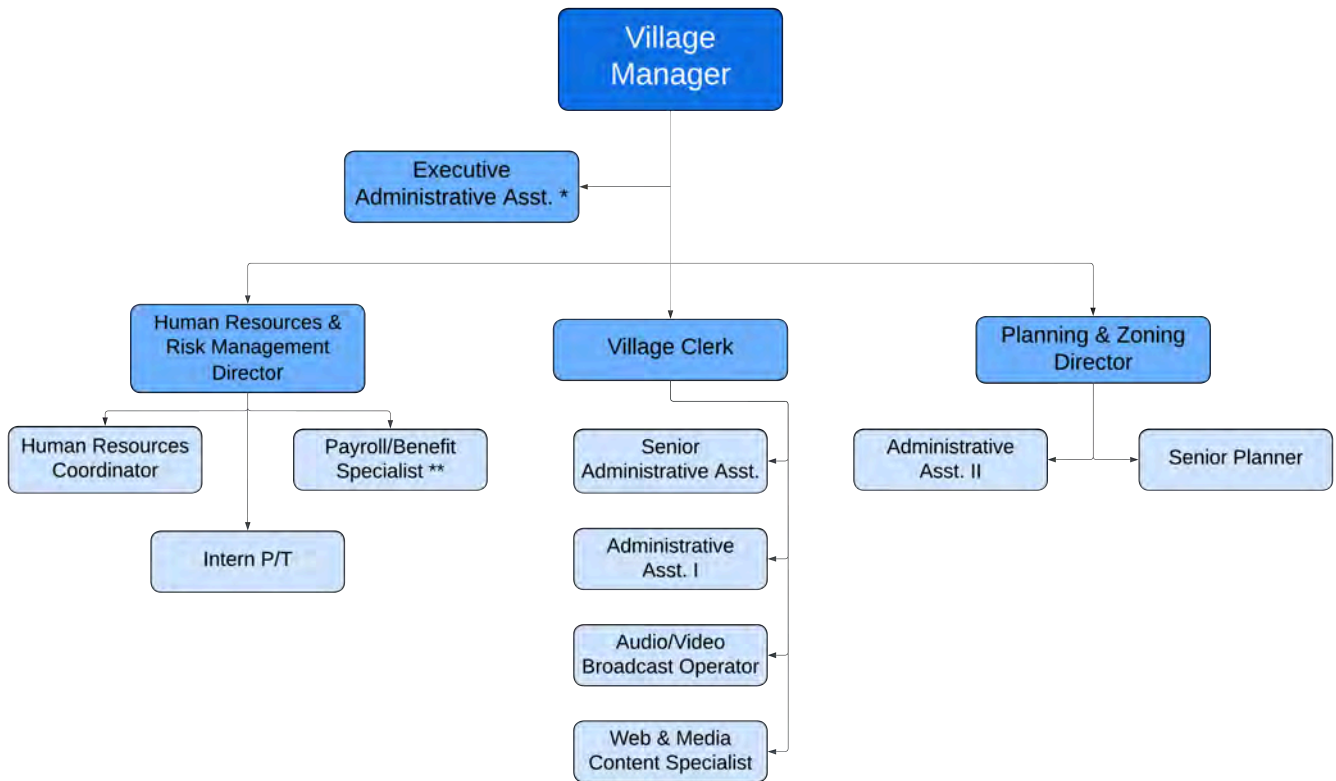 Village
Manager
Executive
Administrative Asst. *
Human Resources &
Risk Management
Director
Village Clerk
Planning & Zoning
Director
Human Resources
Coordinator
Payroll/Benefit
Specialist **
Intern P/T
Senior
Administrative Asst.
Administrative
Asst. I
Audio/Video
Broadcast Operator
Web & Media
Content Specialist
Administrative
Asst. II
Senior Planner